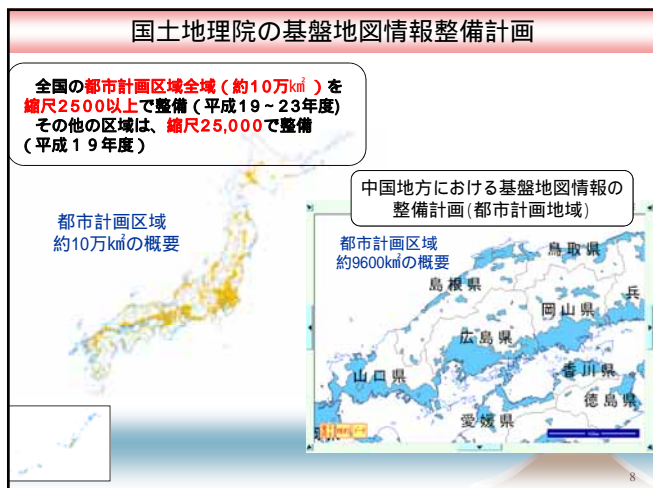 国土地理院の基盤地図情報整備計画
全国の都市計画区域全域（約10万k㎡）を
縮尺2500以上で整備（平成19~23年度)
その他の区域は、縮尺25,000で整備
（平成19年度）
都市計画区域
約10万k㎡の概要
中国地方における基盤地図情報の
整備計画(都市計画地域)
都市計画区域
約9600k㎡の概要
鳥取県
島根県
兵
岡山県
広島県
山口県
香川県
徳島県
愛媛県
8